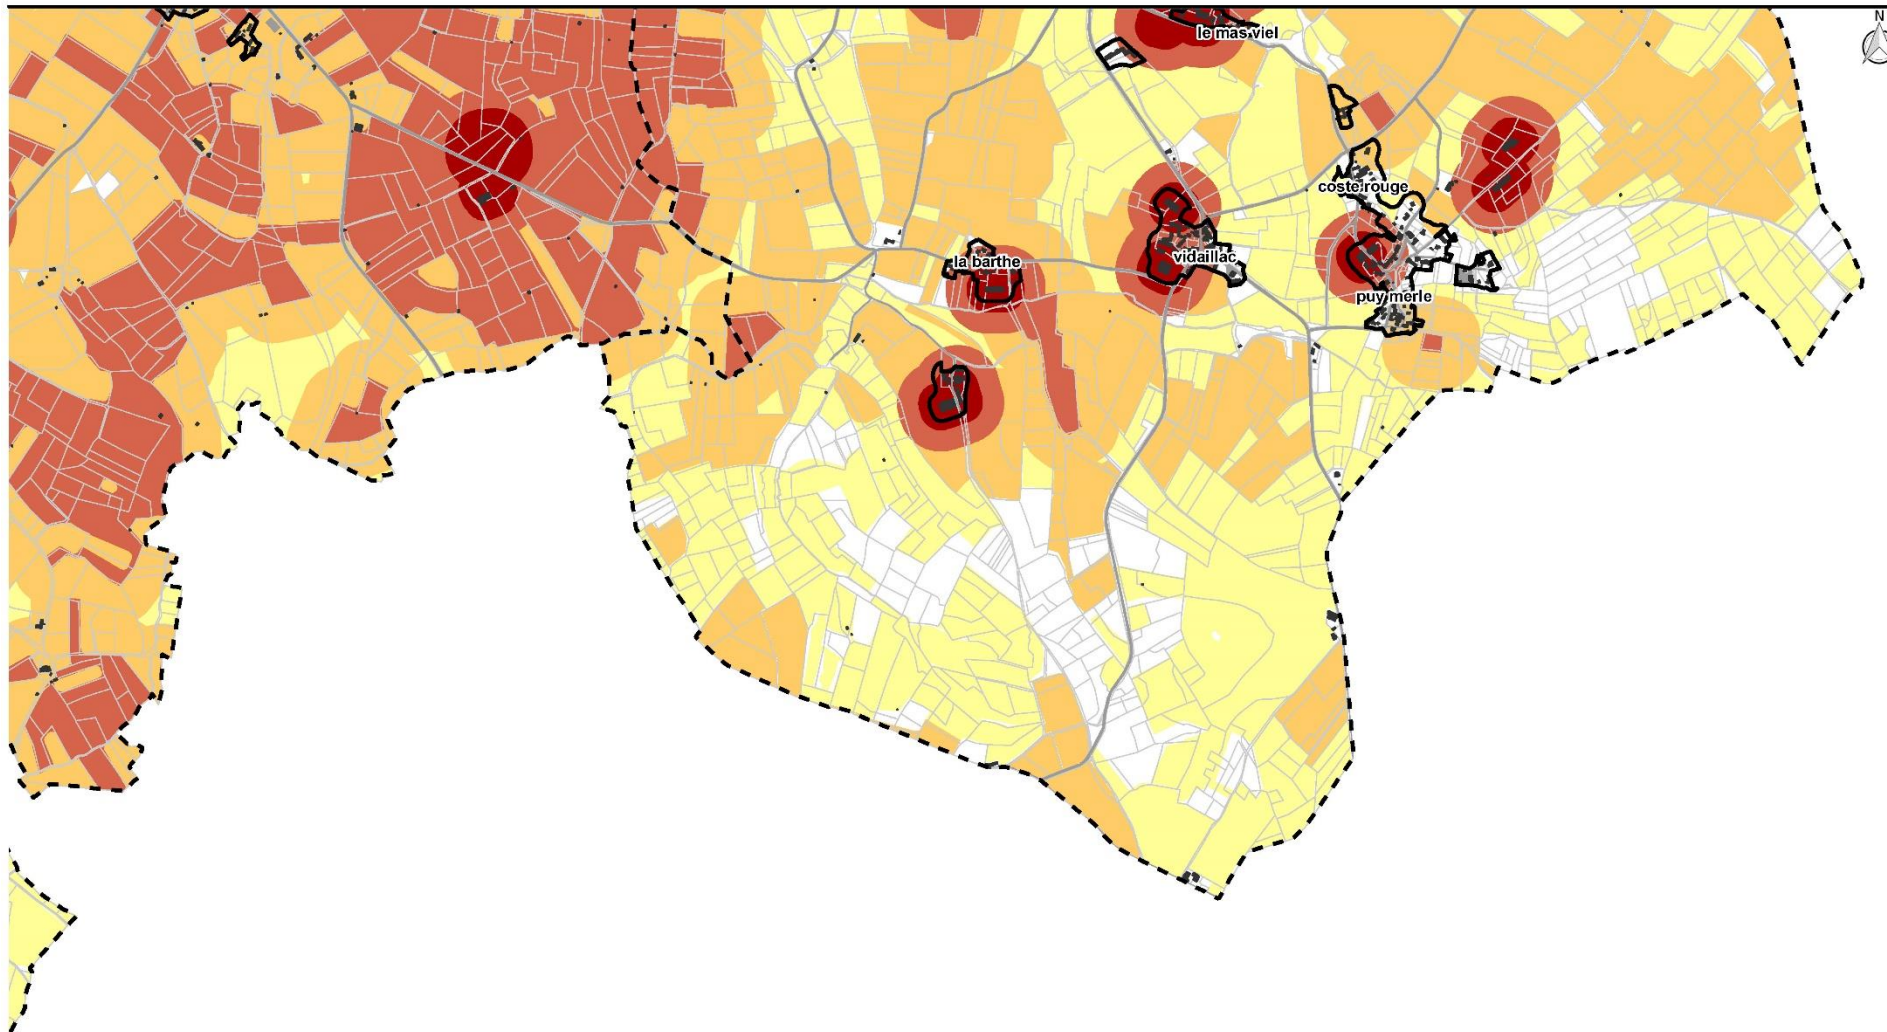 N
le mas viel
coste rouge
la barthe
vidaillac
puy merle